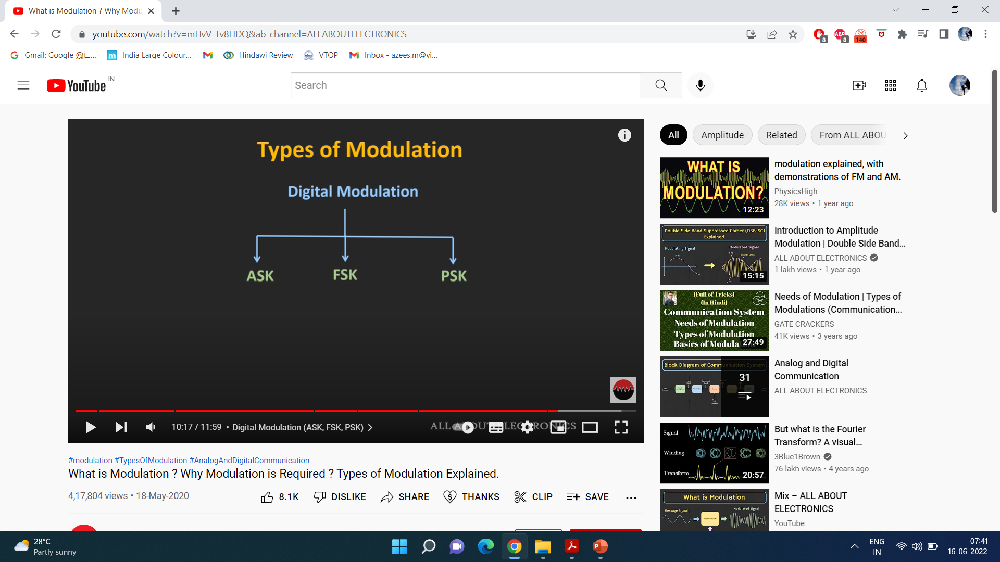 What is Modulation ? Why Modu
youtube.com/watch?v=mHvV_Tv8HDQ&ab_channel=ALLABOUTELECTRONICS
8
ABP
8
140
Gmail: Google இட...
India Large Colour...
Hindawi Review
VTOP
Inbox - azees.m@vi...
YouTube IN
Search
Types of Modulation
Digital Modulation
ASK
FSK
PSK
10:17 / 11:59 • Digital Modulation (ASK, FSK, PSK)
ALL ABOUT ELECTRONICS
#modulation #TypesOfModulation #AnalogAndDigitalCommunication
What is Modulation ? Why Modulation is Required ? Types of Modulation Explained.
4,17,804 views • 18-May-2020
8.1K
DISLIKE
SHARE
THANKS
CLIP
SAVE
All
Amplitude
Related
From ALL ABOU
WHAT IS
MODULATION?
12:23
modulation explained, with
demonstrations of FM and AM.
PhysicsHigh
28K views • 1 year ago
Double Side Band Suppressed Carrier (DSB-SC)
Explained
Modulating Signal
Modulated Signal
15:15
Introduction to Amplitude
Modulation | Double Side Band...
ALL ABOUT ELECTRONICS
1 lakh views • 1 year ago
(Full of Tricks)
(In Hindi)
Communication System
Needs of Modulation
Types of Modulation
Basics of Modula
27:49
Needs of Modulation | Types of
Modulations (Communication...
GATE CRACKERS
41K views • 3 years ago
Block Diagram of Communication System
31
Analog and Digital
Communication
ALL ABOUT ELECTRONICS
Signal
Winding
Transform
20:57
But what is the Fourier
Transform? A visual...
3Blue1Brown
76 lakh views • 4 years ago
What is Modulation
Message Signal
Modulated Signal
Modulation
Mix – ALL ABOUT
ELECTRONICS
YouTube
28°C
Partly sunny
ENG
IN
07:41
16-06-2022